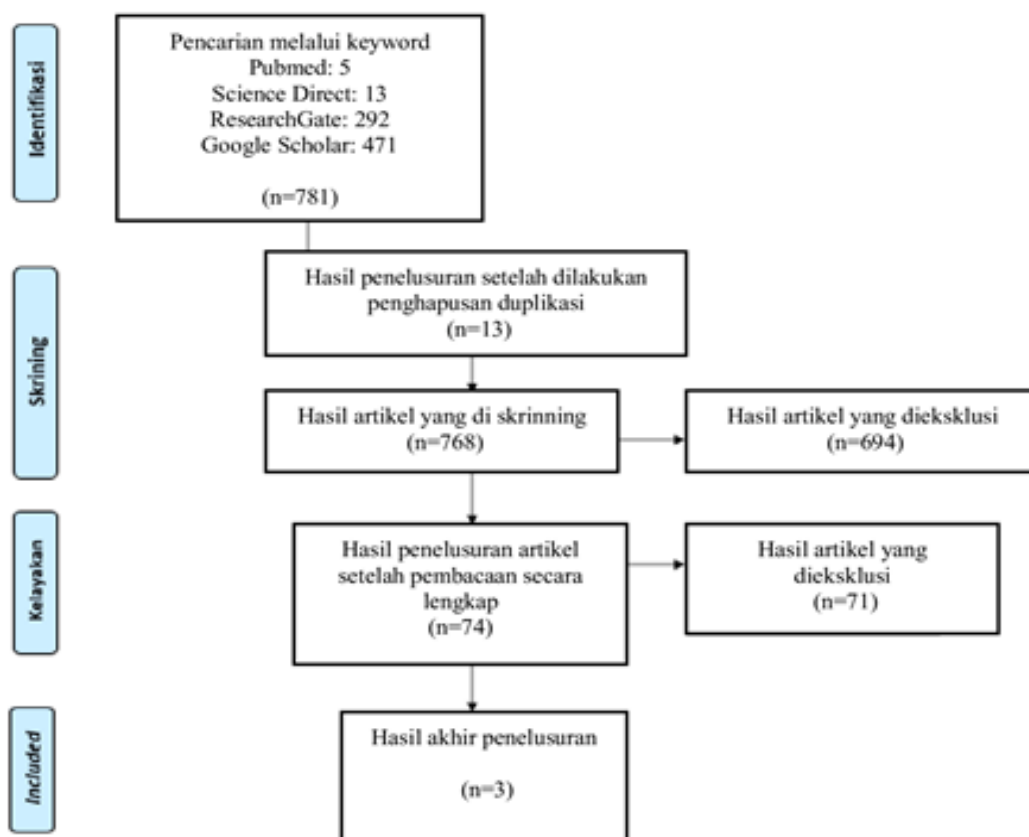 Identifikasi
Pencarian melalui keyword
Pubmed: 5
Science Direct: 13
ResearchGate: 292
Google Scholar: 471
(n=781)
Skrining
Hasil penelusuran setelah dilakukan
penghapusan duplikasi
(n=13)
Hasil artikel yang di skrinning
(n=768)
Hasil artikel yang dieksklusi
(n=694)
Kelayakan
Hasil penelusuran artikel
setelah pembacaan secara
lengkap
(n=74)
Hasil artikel yang
dieksklusi
(n=71)
Included
Hasil akhir penelusuran
(n=3)